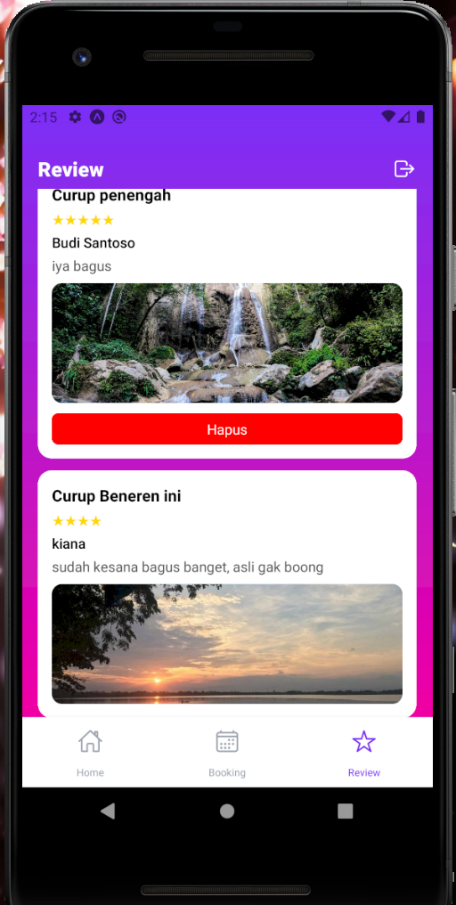 2:15
Review
Curup penengah
★★★★★
Budi Santoso
iya bagus
Hapus
Curup Beneren ini
★★★★
kiana
sudah kesana bagus banget, asli gak boong
Home
Booking
Review